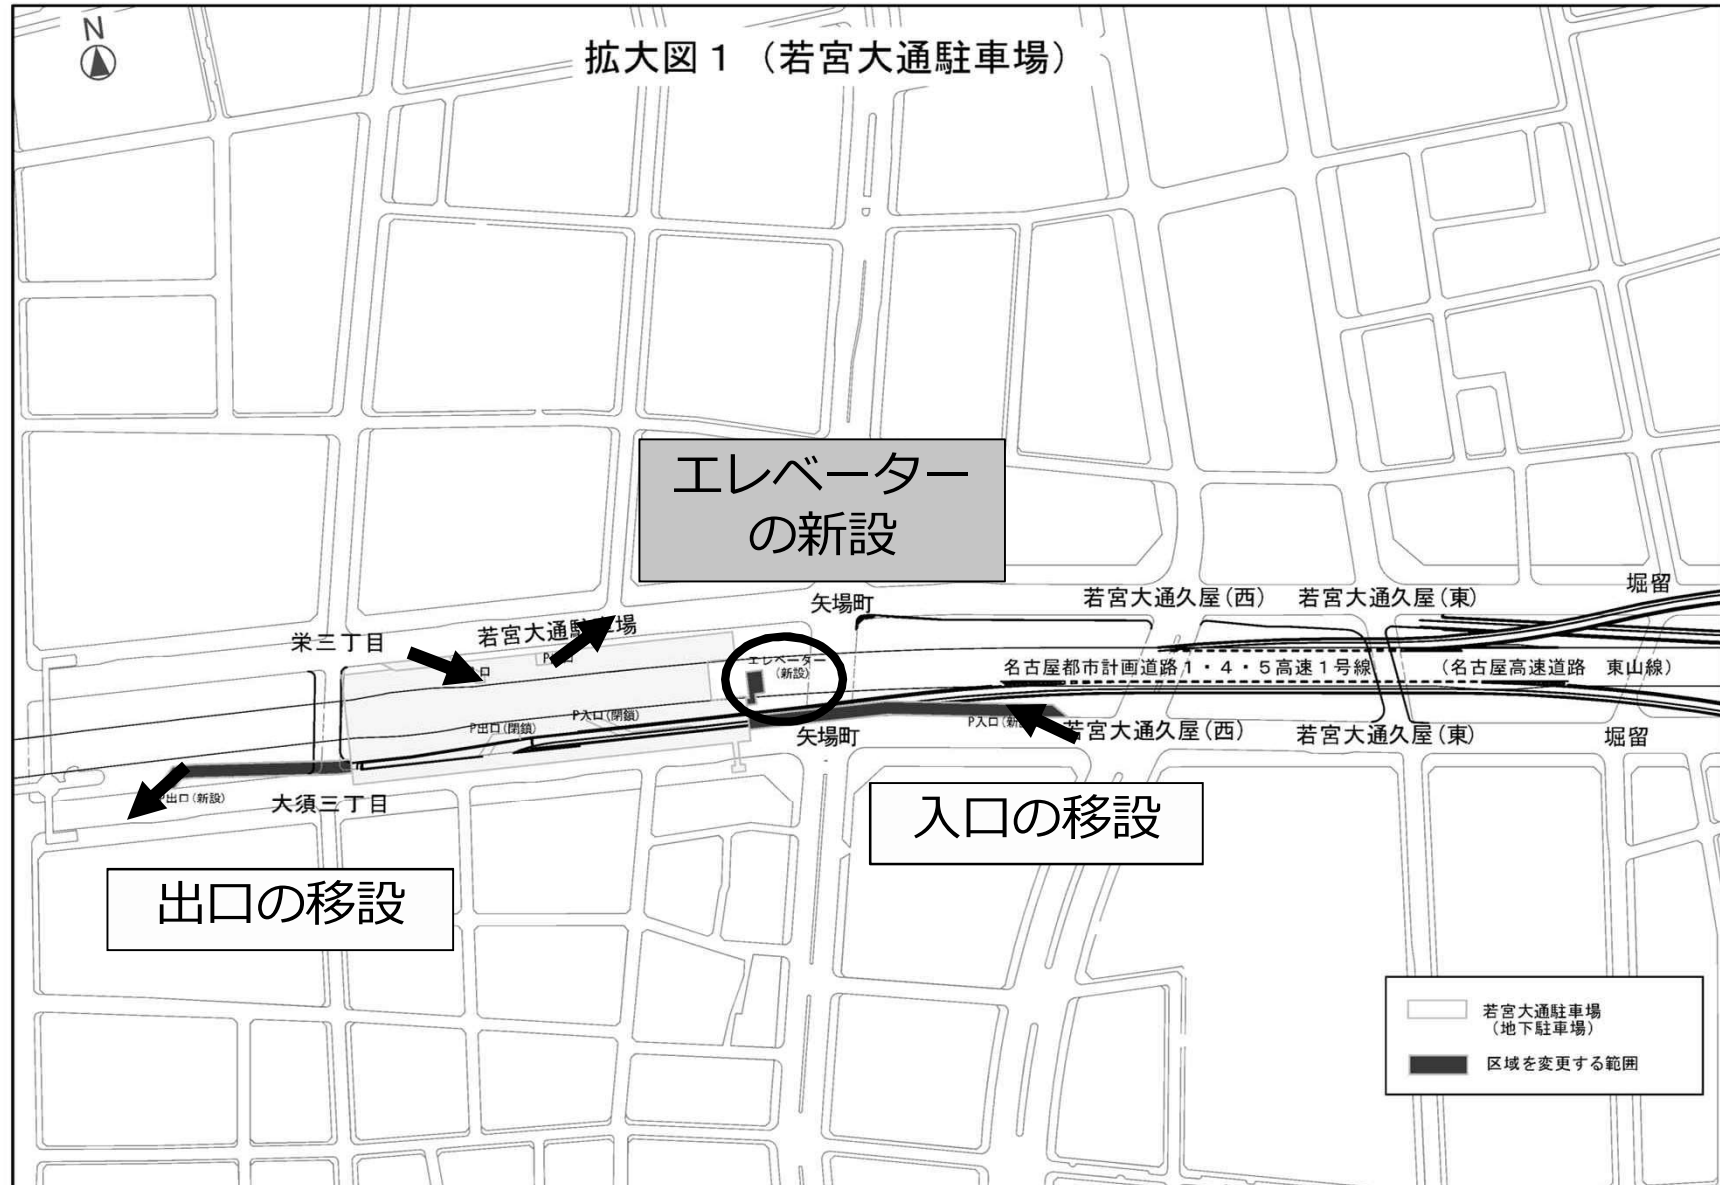 N
拡大図１（若宮大通駐車場）
エレベーター
の新設
堀留
矢場町
若宮大通久屋（西）
若宮大通久屋（東）
栄三丁目
若宮大通駐車場
エレベーター
（新設）
名古屋都市計画道路１・４・５高速１号線
（名古屋高速道路　東山線）
P出口（閉鎖）
P入口（閉鎖）
P入口（新設）
矢場町
若宮大通久屋（西）
若宮大通久屋（東）
堀留
P出口（新設）
大須三丁目
入口の移設
出口の移設
若宮大通駐車場
（地下駐車場）
区域を変更する範囲